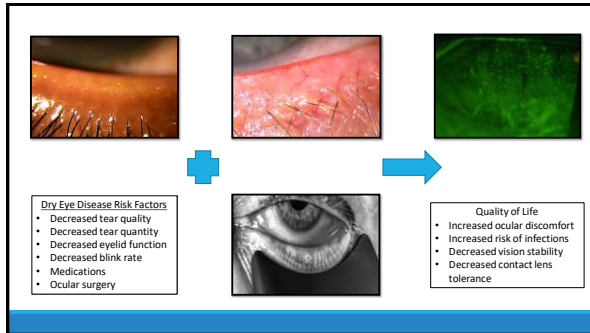 Dry Eye Disease Risk Factors
• Decreased tear quality
• Decreased tear quantity
• Decreased eyelid function
• Decreased blink rate
• Medications
• Ocular surgery
Quality of Life
• Increased ocular discomfort
• Increased risk of infections
• Decreased vision stability
• Decreased contact lens
tolerance